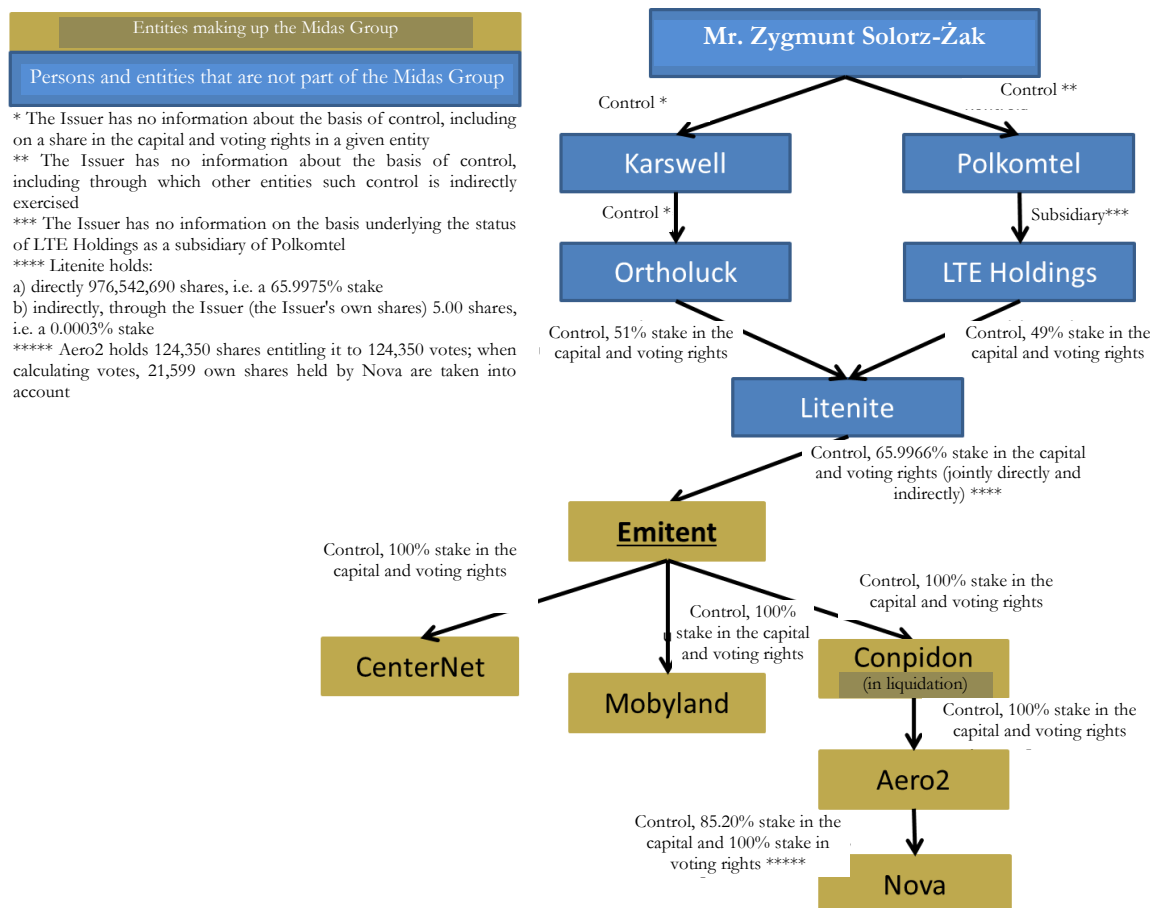 Entities making up the Midas Group
Persons and entities that are not part of the Midas Group
* The Issuer has no information about the basis of control, including
on a share in the capital and voting rights in a given entity
** The Issuer has no information about the basis of control,
including through which other entities such control is indirectly
exercised
*** The Issuer has no information on the basis underlying the status
of LTE Holdings as a subsidiary of Polkomtel
**** Litenite holds:
a) directly 976,542,690 shares, i.e. a 65.9975% stake
b) indirectly, through the Issuer (the Issuer's own shares) 5.00 shares,
i.e. a 0.0003% stake
***** Aero2 holds 124,350 shares entitling it to 124,350 votes; when
calculating votes, 21,599 own shares held by Nova are taken into
account
Mr. Zygmunt Solorz-Żak
Control *
Control **
Karswell
Polkomtel
Control *
Subsidiary***
Ortholuck
LTE Holdings
Control, 51% stake in the
capital and voting rights
Control, 49% stake in the
capital and voting rights
Litenite
Control, 65.9966% stake in the capital
and voting rights (jointly directly and
indirectly) ****
Emitent
Control, 100% stake in the
capital and voting rights
Control, 100%
stake in the capital
and voting rights
Control, 100% stake in the
capital and voting rights
CenterNet
Mobyland
Conpidon
(in liquidation)
Control, 100% stake in the
capital and voting rights
Aero2
Control, 85.20% stake in the
capital and 100% stake in
voting rights *****
Nova